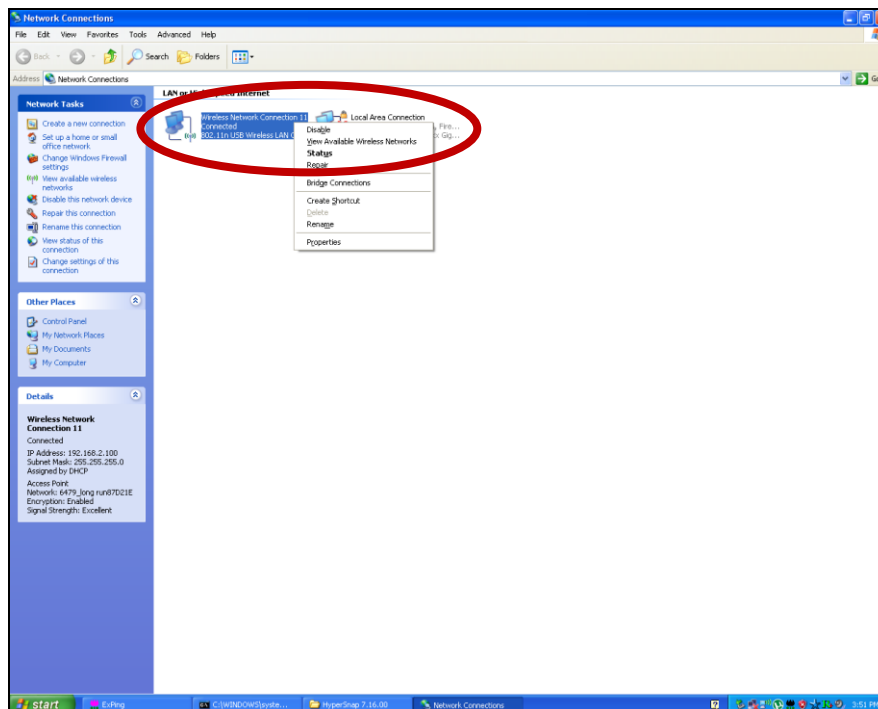 Network Connections
File Edit View Favorites Tools Advanced Help
Back Search Folders
Address Network Connections
Network Tasks
Create a new connection
Set up a home or small
office network
Change Windows Firewall
settings
View available wireless
networks
Disable this network device
Repair this connection
Rename this connection
View status of this
connection
Change settings of this
connection
Other Places
Control Panel
My Network Places
My Documents
My Computer
Details
Wireless Network
Connection 11
Connected
IP Address: 192.168.2.100
Subnet Mask: 255.255.255.0
Assigned by DHCP
Access Point
Network: 6479_long run87D21E
Encryption: Enabled
Signal Strength: Excellent
LAN or High-Speed Internet
Wireless Network Connection 11
Connected
802.11n USB Wireless LAN
Local Area Connection
, Fire...
Gig...
Disable
View Available Wireless Networks
Status
Repair
Bridge Connections
Create Shortcut
Delete
Rename
Properties
start ExPing C:\WINDOWS\syste... HyperSnap 7.16.00 Network Connections 3:51 PM